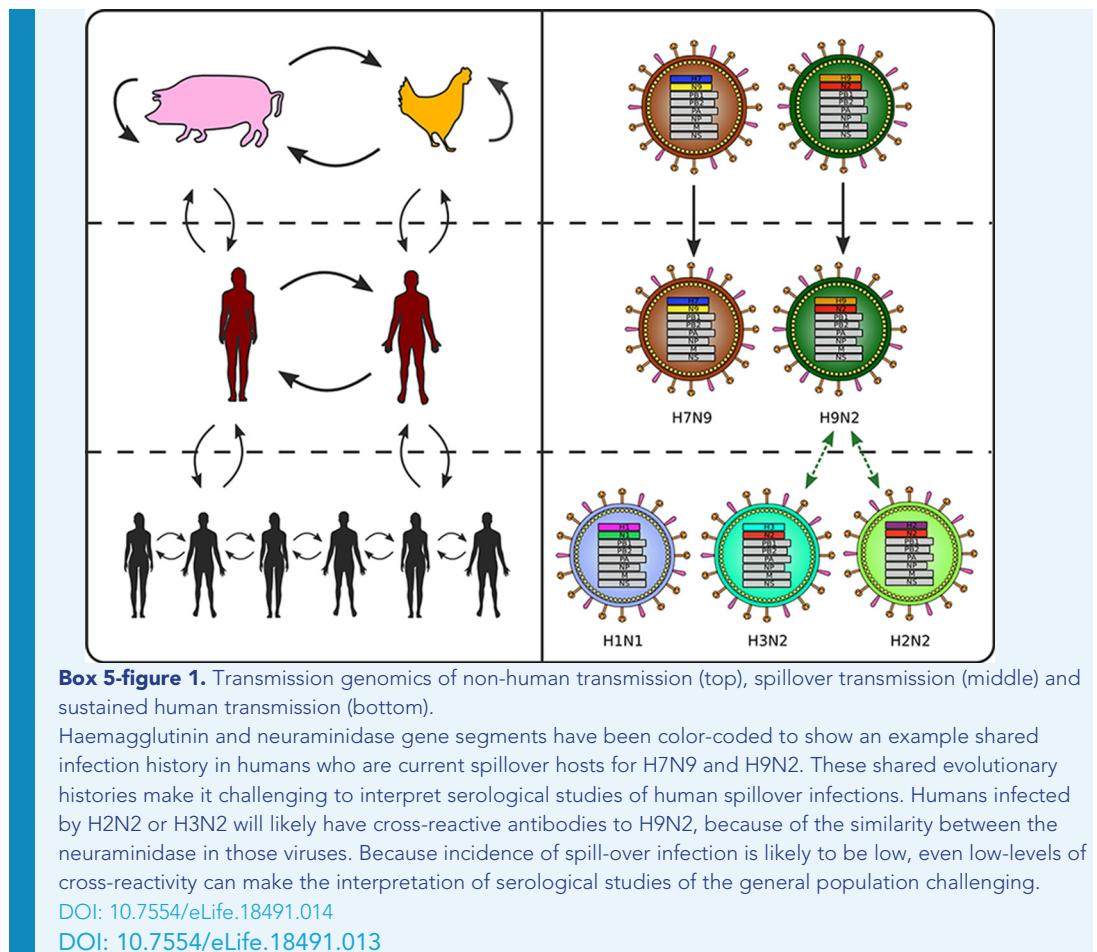 H7
N9
PB1
PB2
PA
NP
M
NS
H9
N2
PB1
PB2
PA
NP
M
NS
H7
N9
PB1
PB2
PA
NP
M
NS
H9
N2
PB1
PB2
PA
NP
M
NS
H7N9
H9N2
H1
N1
PB1
PB2
PA
NP
M
NS
H3
N2
PB1
PB2
PA
NP
M
NS
H2
N2
PB1
PB2
PA
NP
M
NS
H1N1
H3N2
H2N2
Box 5-figure 1. Transmission genomics of non-human transmission (top), spillover transmission (middle) and
sustained human transmission (bottom).
Haemagglutinin and neuraminidase gene segments have been color-coded to show an example shared
infection history in humans who are current spillover hosts for H7N9 and H9N2. These shared evolutionary
histories make it challenging to interpret serological studies of human spillover infections. Humans infected
by H2N2 or H3N2 will likely have cross-reactive antibodies to H9N2, because of the similarity between the
neuraminidase in those viruses. Because incidence of spill-over infection is likely to be low, even low-levels of
cross-reactivity can make the interpretation of serological studies of the general population challenging.
DOI: 10.7554/eLife.18491.014
DOI: 10.7554/eLife.18491.013